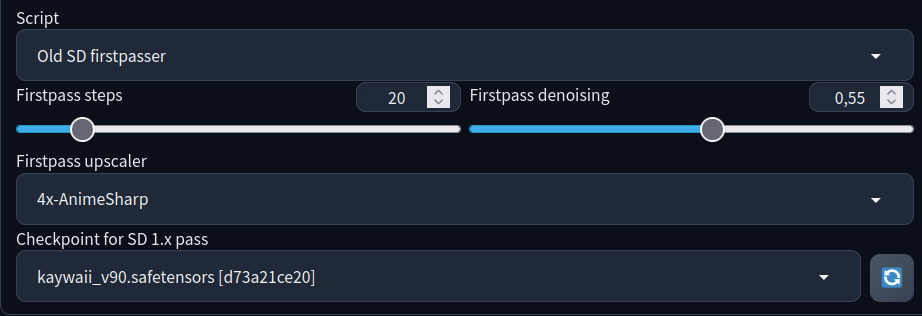 Script
Old SD firstpasser
Firstpass steps 20 Firstpass denoising 0,55
Firstpass upscaler
4x-AnimeSharp
Checkpoint for SD 1.x pass
kaywaii_v90.safetensors [d73a21ce20]